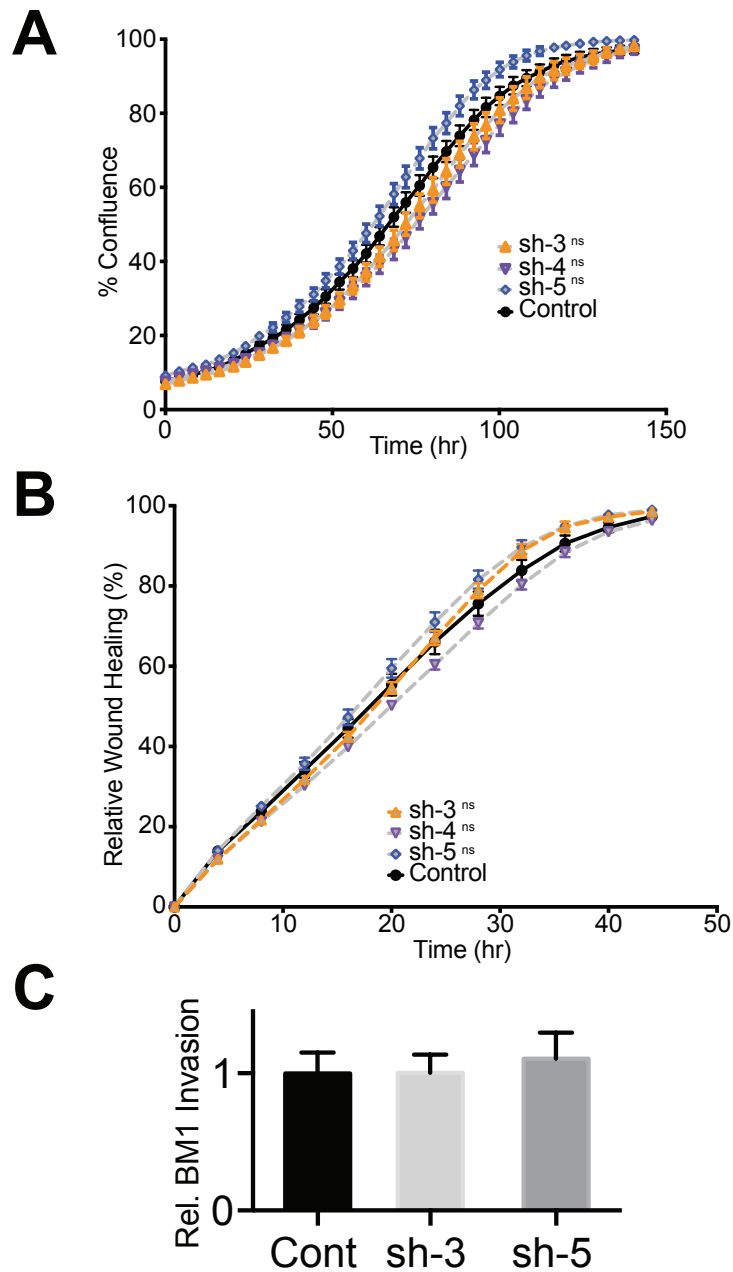 A
100
80
60
40
20
0
% Confluence
sh-3 ns
sh-4 ns
sh-5 ns
Control
0 50 100 150
Time (hr)
B
100
80
60
40
20
0
Relative Wound Healing (%)
sh-3 ns
sh-4 ns
sh-5 ns
Control
0 10 20 30 40 50
Time (hr)
C
1
0
Rel. BM1 Invasion
Cont sh-3 sh-5